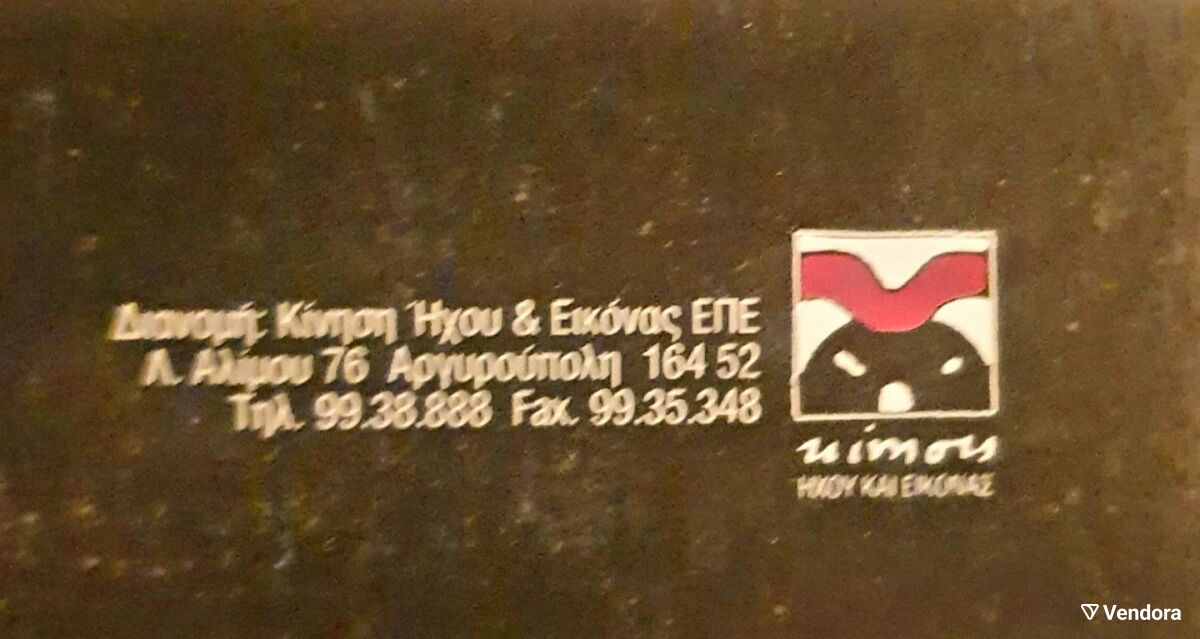 Διανομή: Κίνηση Ήχου & Εικόνας ΕΠΕ
Λ. Αλίμου 76 Αργυρούπολη 164 52
Τηλ. 99.38.888 Fax. 99.35.348
κίνησις
ΗΧΟΥ ΚΑΙ ΕΙΚΟΝΑΣ
Vendora